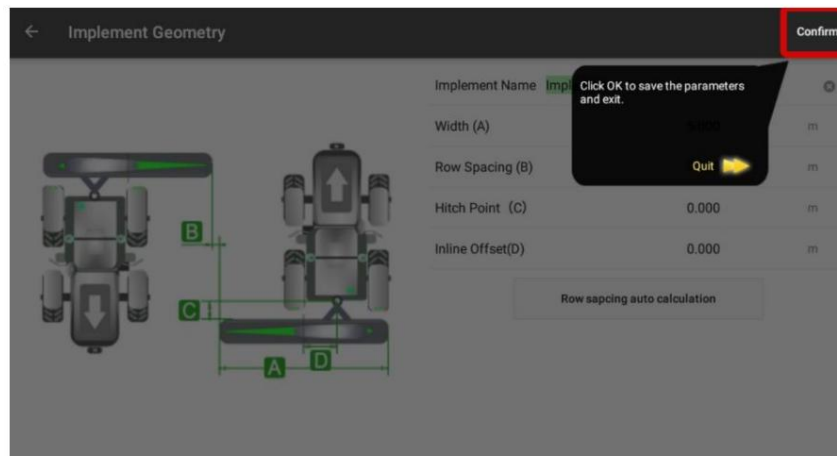 Implement Geometry
Confirm
Implement Name Impl
Click OK to save the parameters
and exit.
Quit
Width (A) m
Row Spacing (B) m
Hitch Point (C) 0.000 m
Inline Offset(D) 0.000 m
Row sapcing auto calculation
B
C
A
D